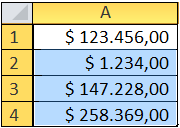 A
1 $ 123.456,00
2 $ 1.234,00
3 $ 147.228,00
4 $ 258.369,00